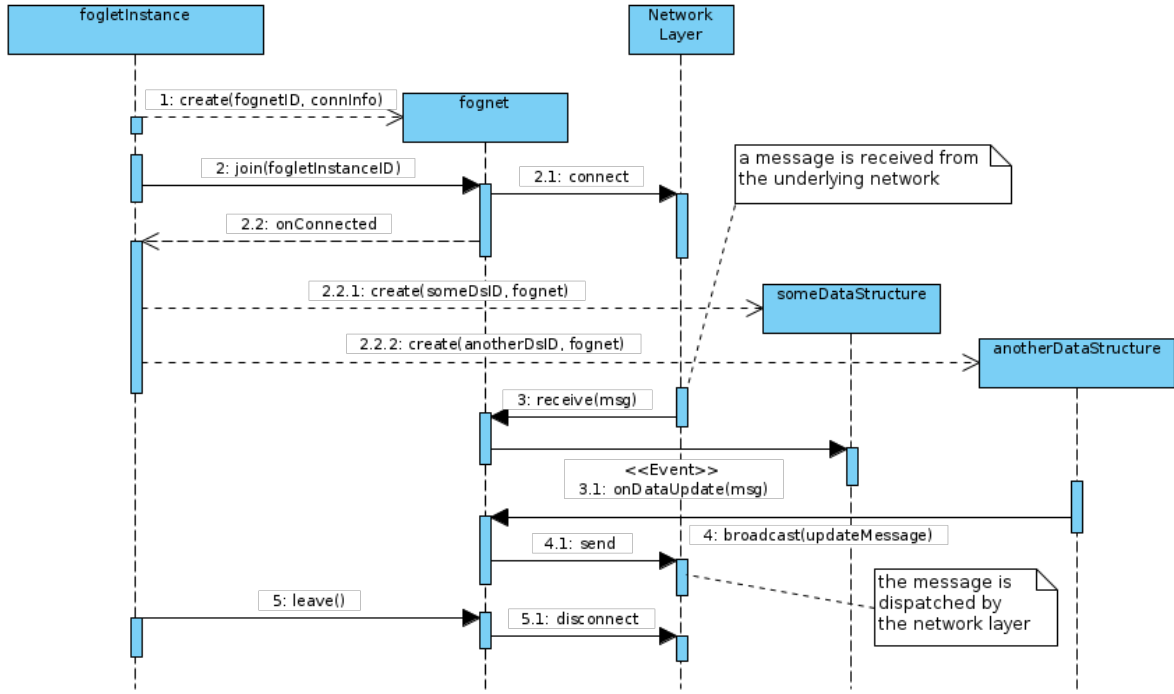 fogletInstance
Network
Layer
1: create(fognetID, connInfo)
fognet
a message is received from
the underlying network
2: join(fogletInstanceID)
2.1: connect
2.2: onConnected
2.2.1: create(someDsID, fognet)
someDataStructure
2.2.2: create(anotherDsID, fognet)
anotherDataStructure
3: receive(msg)
<<Event>>
3.1: onDataUpdate(msg)
4: broadcast(updateMessage)
4.1: send
the message is
dispatched by
the network layer
5: leave()
5.1: disconnect